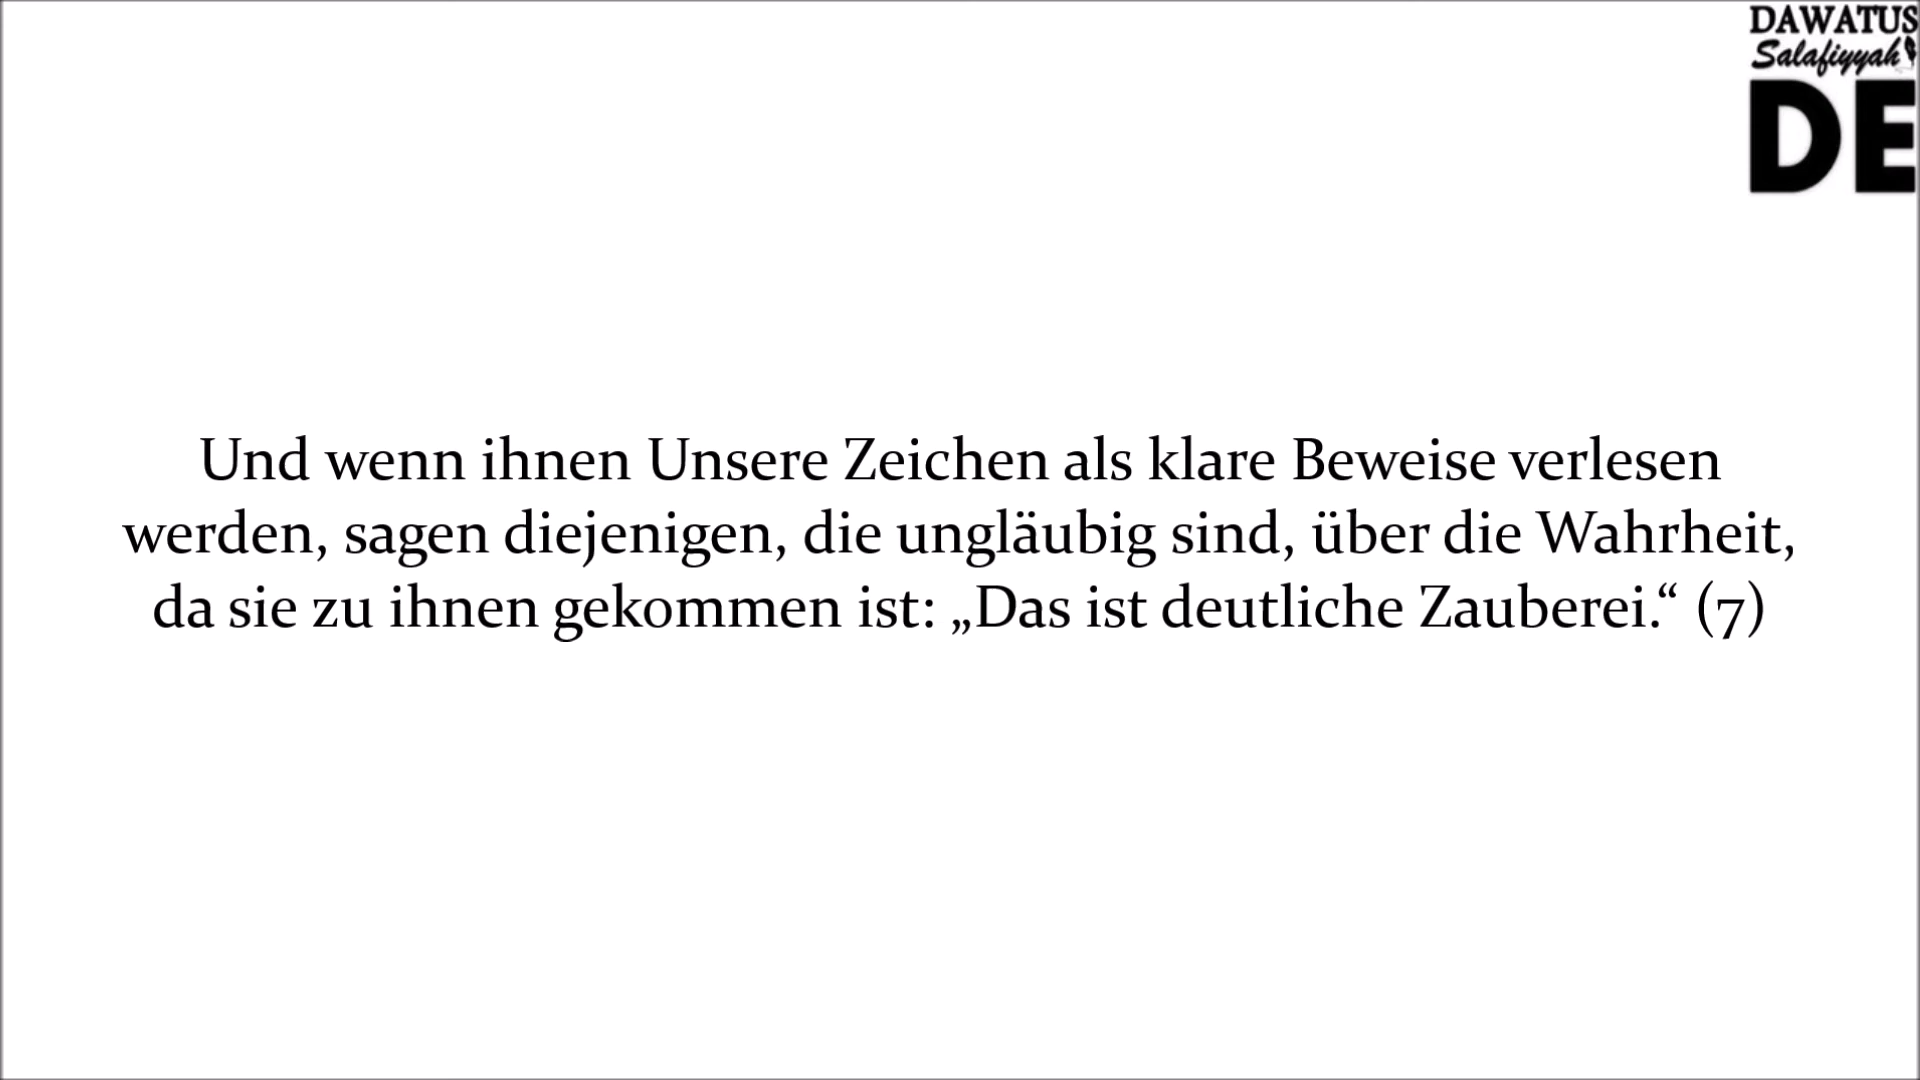 DAWATUS
Salafiyyah
DE
Und wenn ihnen Unsere Zeichen als klare Beweise verlesen
werden, sagen diejenigen, die ungläubig sind, über die Wahrheit,
da sie zu ihnen gekommen ist: „Das ist deutliche Zauberei.“ (7)